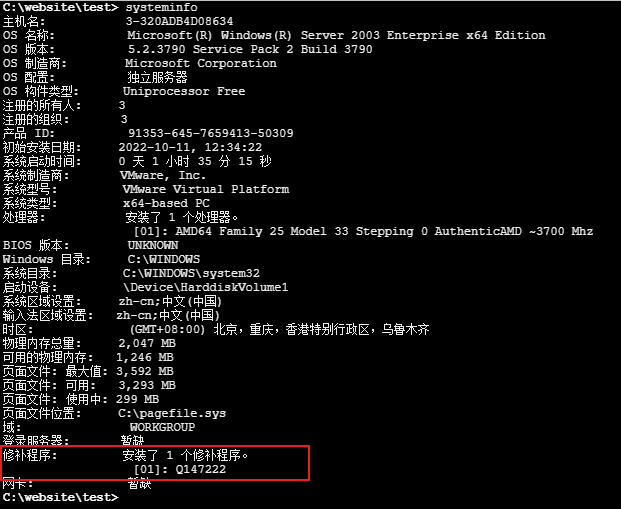 C:\website\test> systeminfo
主机名: 3-320ADB4D08634
OS 名称: Microsoft(R) Windows(R) Server 2003 Enterprise x64 Edition
OS 版本: 5.2.3790 Service Pack 2 Build 3790
OS 制造商: Microsoft Corporation
OS 配置: 独立服务器
OS 构件类型: Uniprocessor Free
注册的所有人: 3
注册的组织: 3
产品 ID: 91353-645-7659413-50309
初始安装日期: 2022-10-11, 12:34:22
系统启动时间: 0 天 1 小时 35 分 15 秒
系统制造商: VMware, Inc.
系统型号: VMware Virtual Platform
系统类型: x64-based PC
处理器: 安装了 1 个处理器。
[01]: AMD64 Family 25 Model 33 Stepping 0 AuthenticAMD ~3700 Mhz
BIOS 版本: UNKNOWN
Windows 目录: C:\WINDOWS
系统目录: C:\WINDOWS\system32
启动设备: \Device\HarddiskVolume1
系统区域设置: zh-cn;中文(中国)
输入法区域设置: zh-cn;中文(中国)
时区: (GMT+08:00) 北京, 重庆, 香港特别行政区, 乌鲁木齐
物理内存总量: 2,047 MB
可用的物理内存: 1,246 MB
页面文件: 最大值: 3,592 MB
页面文件: 可用: 3,293 MB
页面文件: 使用中: 299 MB
页面文件位置: C:\pagefile.sys
域: WORKGROUP
登录服务器: 暂缺
修补程序: 安装了 1 个修补程序。
[01]: Q147222
网卡: 暂缺
C:\website\test>